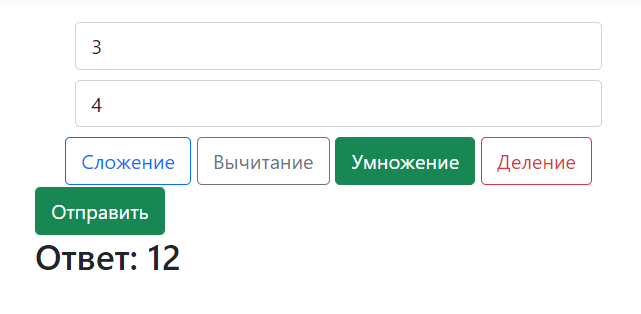 3
4
Сложение Вычитание Умножение Деление
Отправить
Ответ: 12